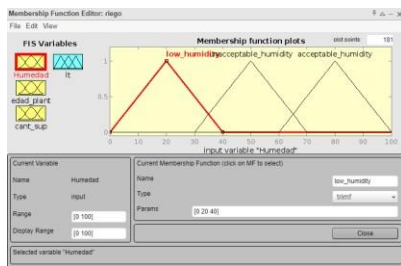 Membership Function Editor: riego
File Edit View
FIS Variables
Humedad
lt
edad_plant
cant_sup
Membership function plots
plot points:
181
low_humidity
acceptable_humidity
acceptable_humidity
1
0.5
0
0 10 20 30 40 50 60 70 80 90 100
input variable "Humedad"
Current Variable
Name Humedad
Type input
Range [0 100]
Display Range [0 100]
Current Membership Function (click on MF to select)
Name low_humidity
Type trimf
Params [0 20 40]
Close
Selected variable "Humedad"